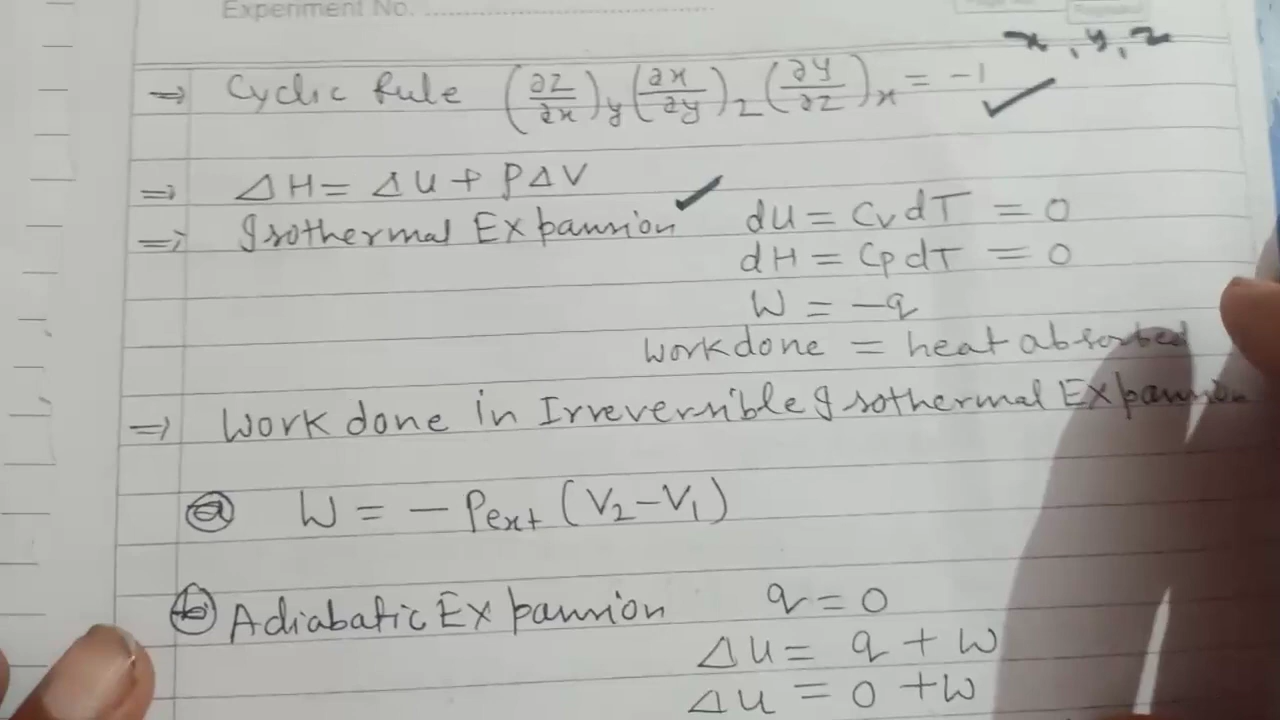 Experiment No. ..........................................
x, y, z
⇒ Cyclic Rule (∂z/∂x)y (∂x/∂y)z (∂y/∂z)x = -1 ✓
⇒ ΔH = ΔU + PΔV
⇒ Isothermal Expansion ✓ dU = CvdT = 0
dH = CpdT = 0
W = -q
Work done = heat absorbed
⇒ Work done in Irreversible Isothermal Expansion
ⓐ W = - Pext (V₂-V₁)
ⓑ Adiabatic Expansion q = 0
ΔU = q + W
ΔU = 0 + W